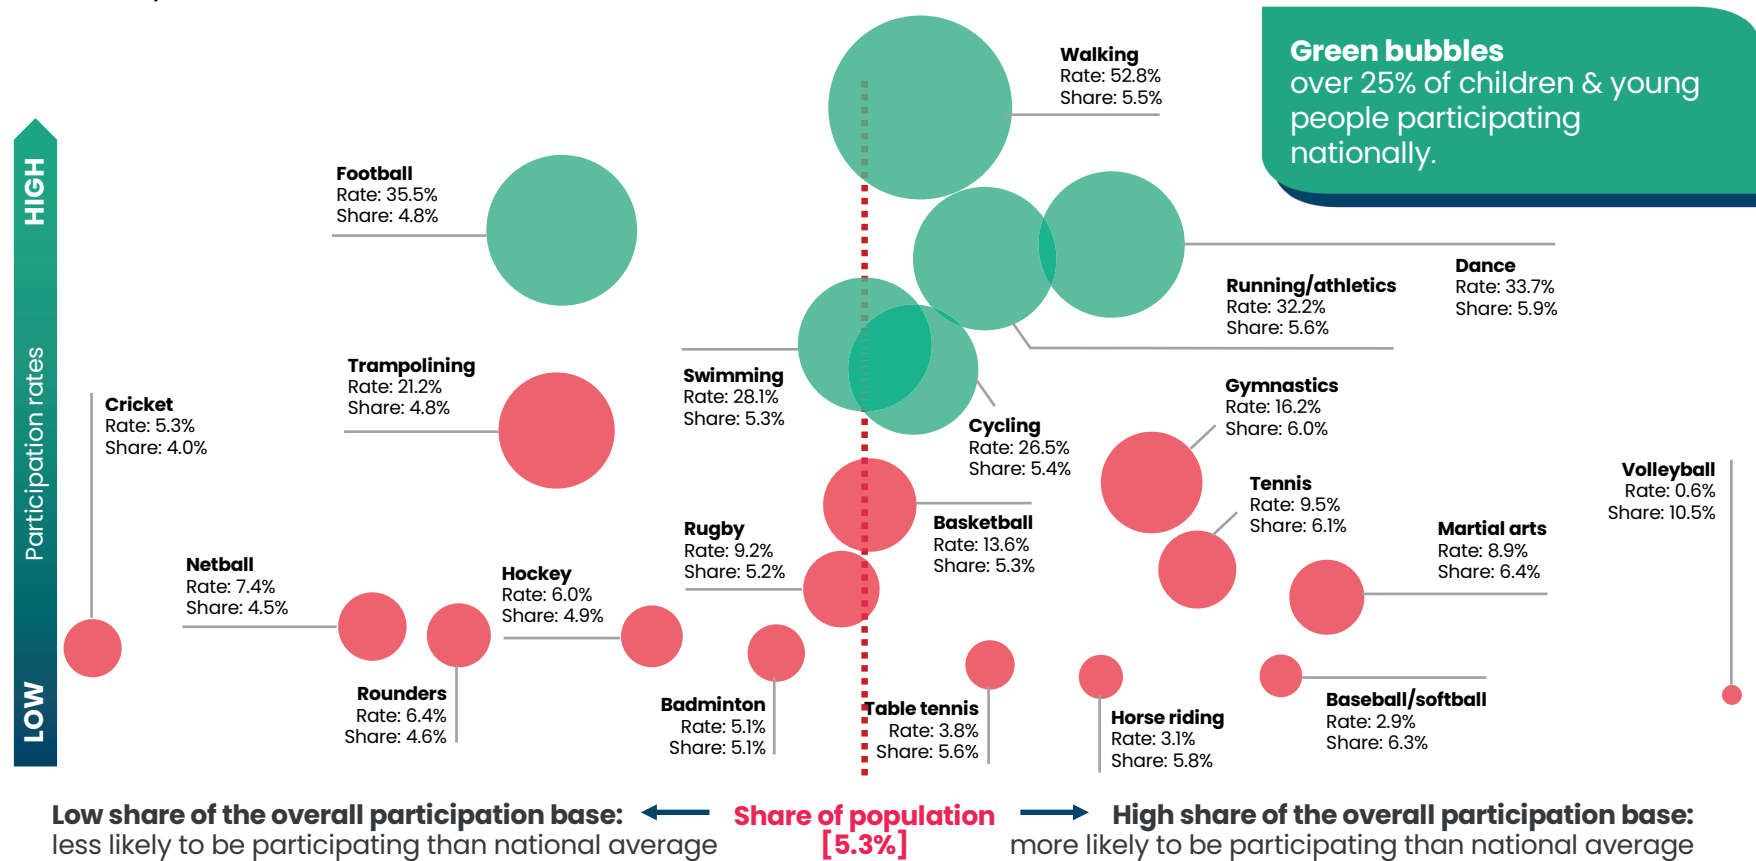 Green bubbles
over 25% of children & young
people participating
nationally.
HIGH
Participation rates
LOW
Walking
Rate: 52.8%
Share: 5.5%
Football
Rate: 35.5%
Share: 4.8%
Dance
Rate: 33.7%
Share: 5.9%
Running/athletics
Rate: 32.2%
Share: 5.6%
Trampolining
Rate: 21.2%
Share: 4.8%
Swimming
Rate: 28.1%
Share: 5.3%
Cycling
Rate: 26.5%
Share: 5.4%
Gymnastics
Rate: 16.2%
Share: 6.0%
Cricket
Rate: 5.3%
Share: 4.0%
Tennis
Rate: 9.5%
Share: 6.1%
Volleyball
Rate: 0.6%
Share: 10.5%
Rugby
Rate: 9.2%
Share: 5.2%
Basketball
Rate: 13.6%
Share: 5.3%
Martial arts
Rate: 8.9%
Share: 6.4%
Netball
Rate: 7.4%
Share: 4.5%
Hockey
Rate: 6.0%
Share: 4.9%
Rounders
Rate: 6.4%
Share: 4.6%
Badminton
Rate: 5.1%
Share: 5.1%
Table tennis
Rate: 3.8%
Share: 5.6%
Horse riding
Rate: 3.1%
Share: 5.8%
Baseball/softball
Rate: 2.9%
Share: 6.3%
Low share of the overall participation base:
less likely to be participating than national average
Share of population
[5.3%]
High share of the overall participation base:
more likely to be participating than national average